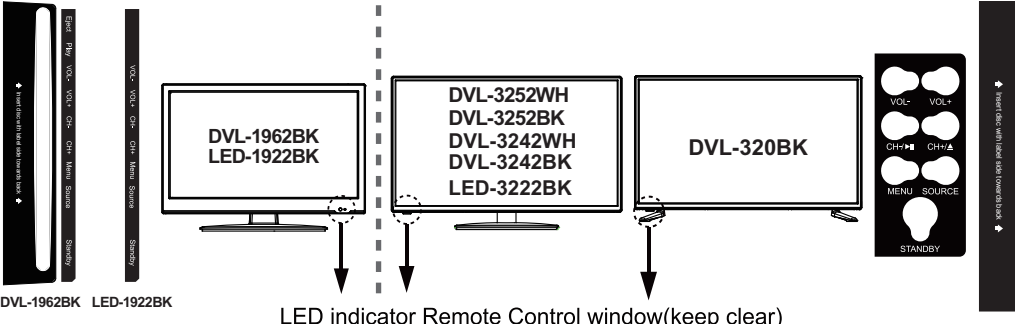 Insert disc with label side towards back
Eject Play VOL- VOL+ CH- CH+ Menu Source Standby
VOL- VOL+ CH- CH+ Menu Source Standby
DVL-1962BK LED-1922BK
DVL-1962BK
LED-1922BK
DVL-3252WH
DVL-3252BK
DVL-3242WH
DVL-3242BK
LED-3222BK
DVL-320BK
VOL- VOL+
CH-/⏯ CH+/⏏
MENU SOURCE
STANDBY
Insert disc with label side towards back
LED indicator Remote Control window(keep clear)